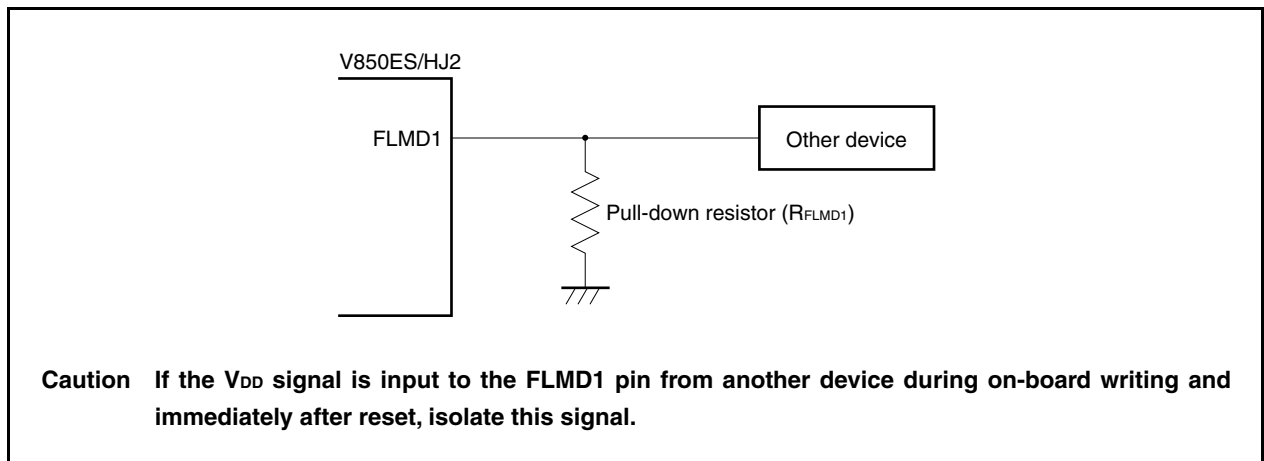 V850ES/HJ2
FLMD1
Other device
Pull-down resistor (RFLMD1)
Caution If the VDD signal is input to the FLMD1 pin from another device during on-board writing and
immediately after reset, isolate this signal.